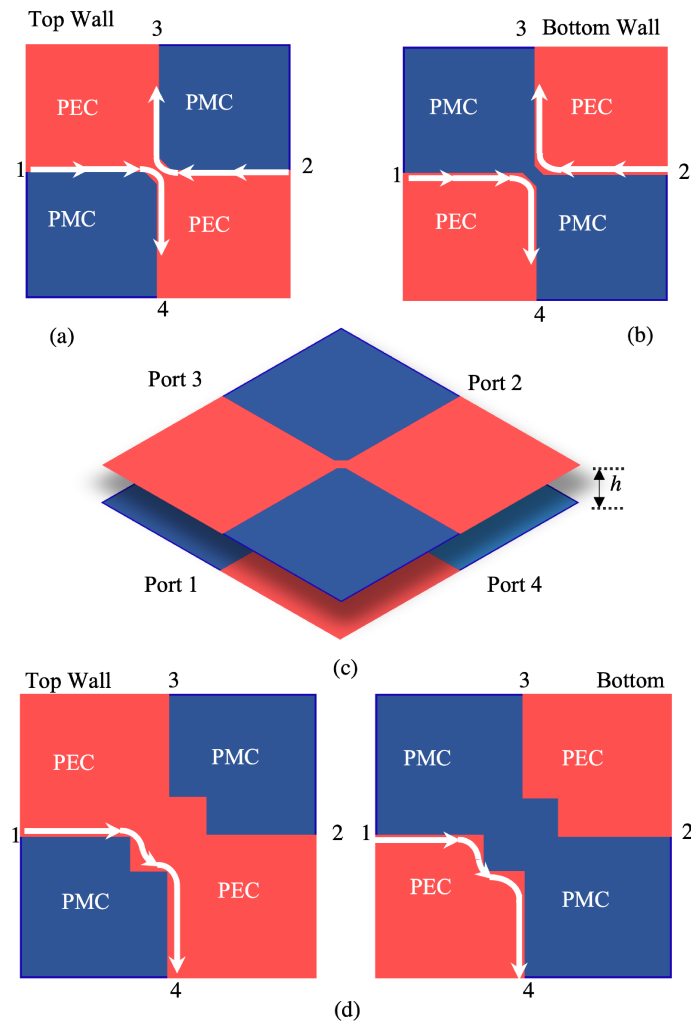 Top Wall
3
Bottom Wall
3
PEC
PMC
PMC
PEC
1
2
1
2
PMC
PEC
PEC
PMC
4
4
(a)
(b)
Port 3
Port 2
h
Port 1
Port 4
(c)
Top Wall
3
3
Bottom
PEC
PMC
PMC
PEC
1
2
1
2
PMC
PEC
PEC
PMC
4
4
(d)